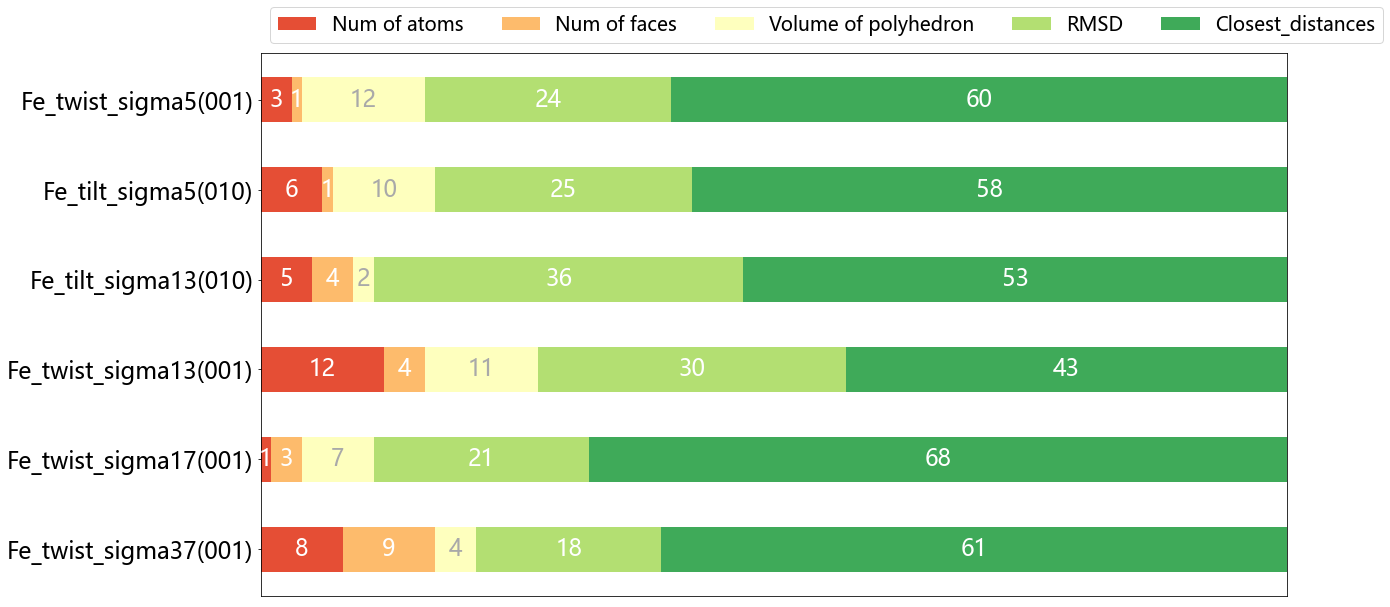 Num of atoms Num of faces Volume of polyhedron RMSD Closest_distances
Fe_twist_sigma5(001) 3 1 12 24 60
Fe_tilt_sigma5(010) 6 1 10 25 58
Fe_tilt_sigma13(010) 5 4 2 36 53
Fe_twist_sigma13(001) 12 4 11 30 43
Fe_twist_sigma17(001) 1 3 7 21 68
Fe_twist_sigma37(001) 8 9 4 18 61